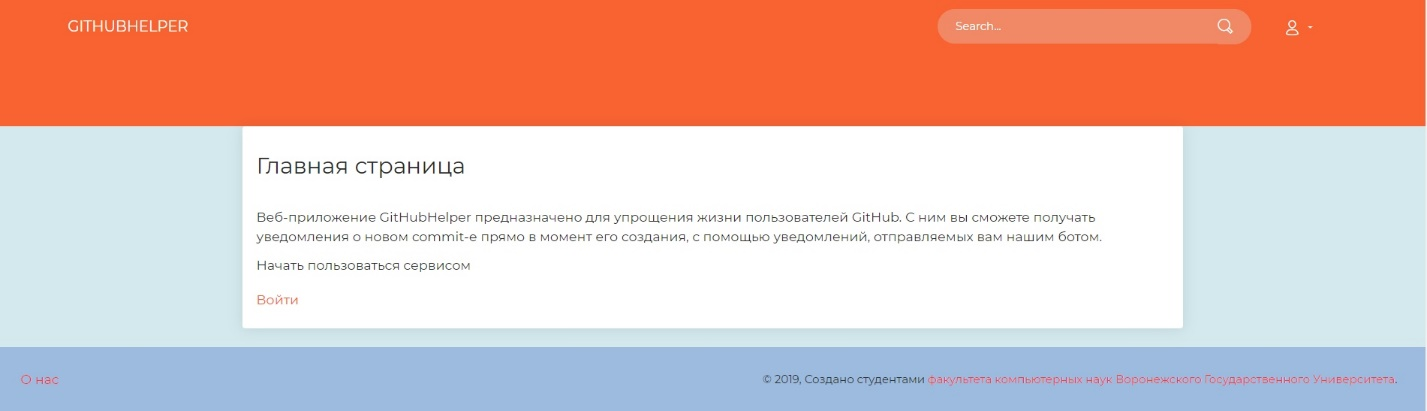 GITHUBHELPER
Search...
Главная страница
Веб-приложение GitHubHelper предназначено для упрощения жизни пользователей GitHub. С ним вы сможете получать
уведомления о новом commit-е прямо в момент его создания, с помощью уведомлений, отправляемых вам нашим ботом.
Начать пользоваться сервисом
Войти
О нас
© 2019, Создано студентами факультета компьютерных наук Воронежского Государственного Университета.